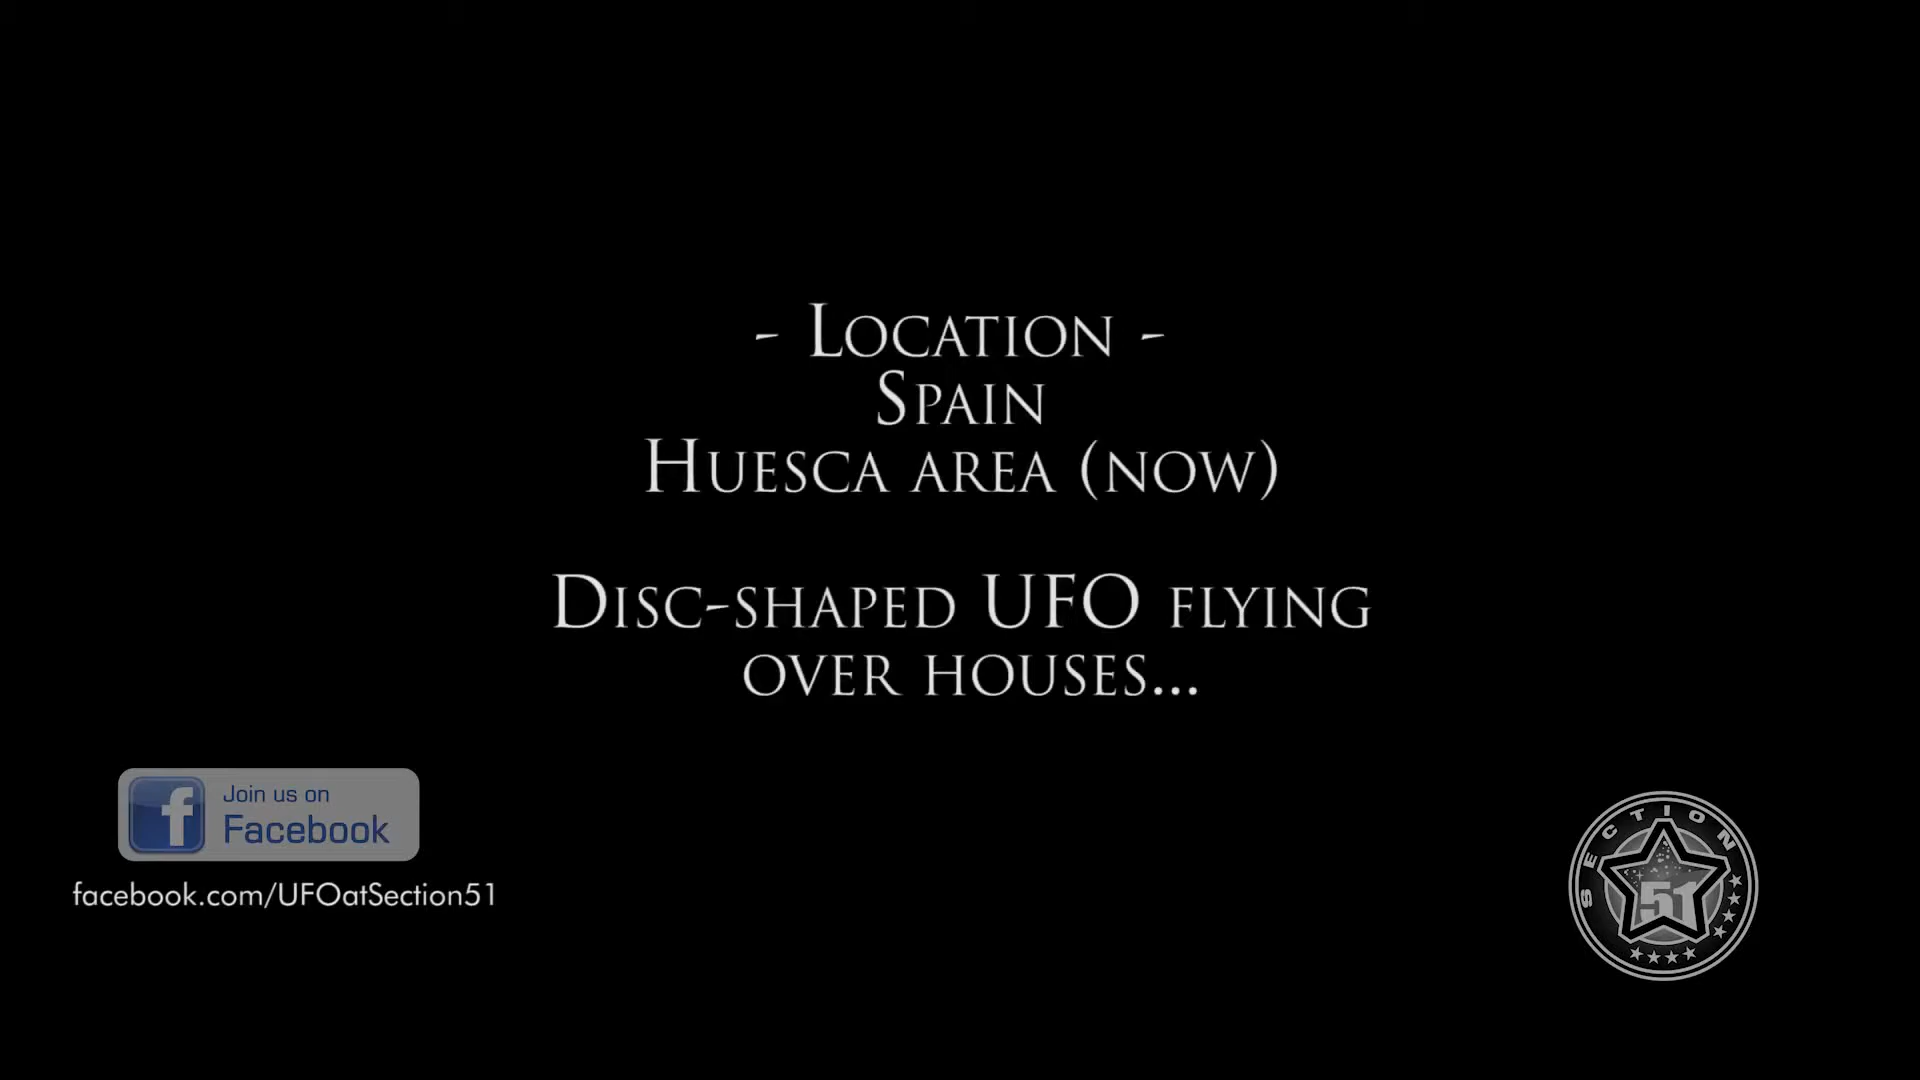 - Location -
Spain
Huesca area (now)
Disc-shaped UFO flying
over houses...
Join us on
Facebook
facebook.com/UFOatSection51
SECTION
51